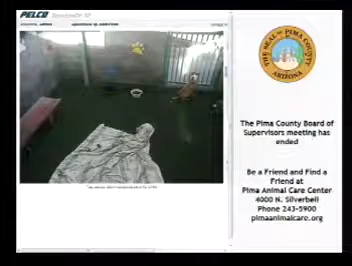 PELCO
THE SEAL OF PIMA COUNTY
ARIZONA
The Pima County Board of
Supervisors meeting has
ended
Be a Friend and Find a
Friend at
Pima Animal Care Center
4000 N. Silverbell
Phone 243-5900
pimaanimalcare.org